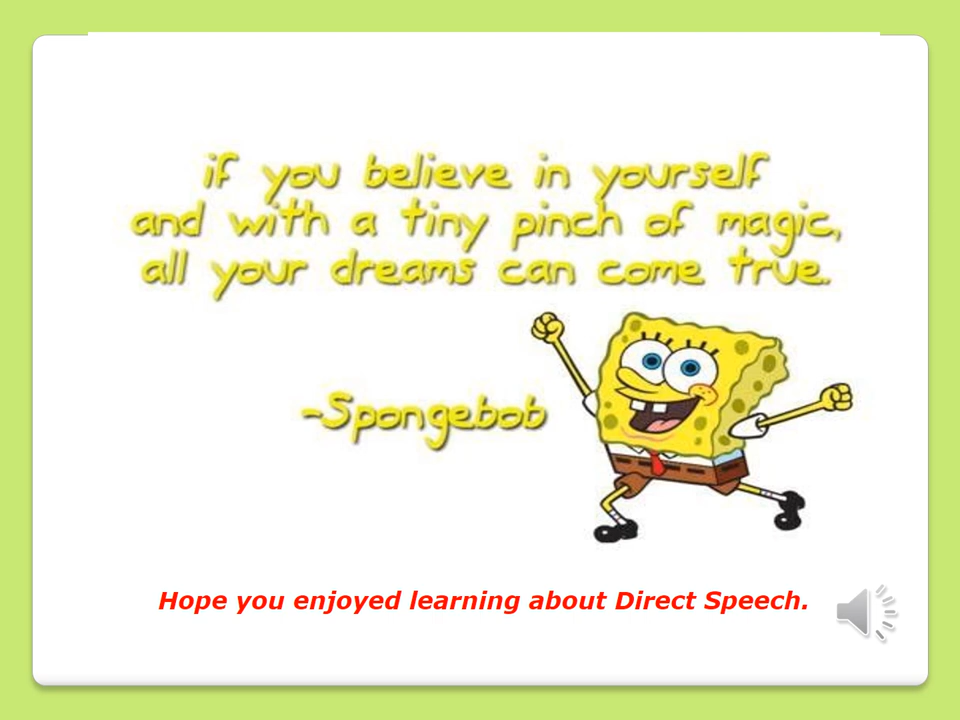 if you believe in yourself
and with a tiny pinch of magic,
all your dreams can come true.
~Spongebob
Hope you enjoyed learning about Direct Speech.